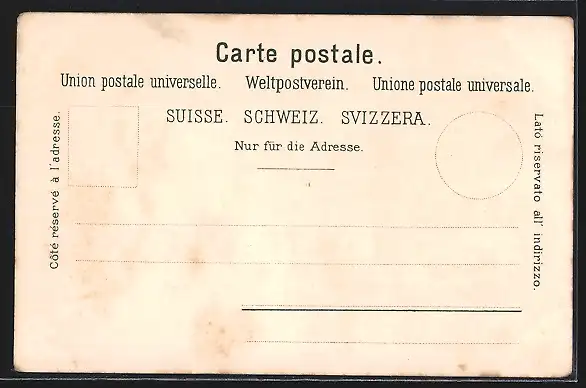 Carte postale.
Union postale universelle. Weltpostverein. Unione postale universale.
SUISSE. SCHWEIZ. SVIZZERA.
Nur für die Adresse.
Côté réservé à l'adresse.
Lató riservato all' indirizzo.